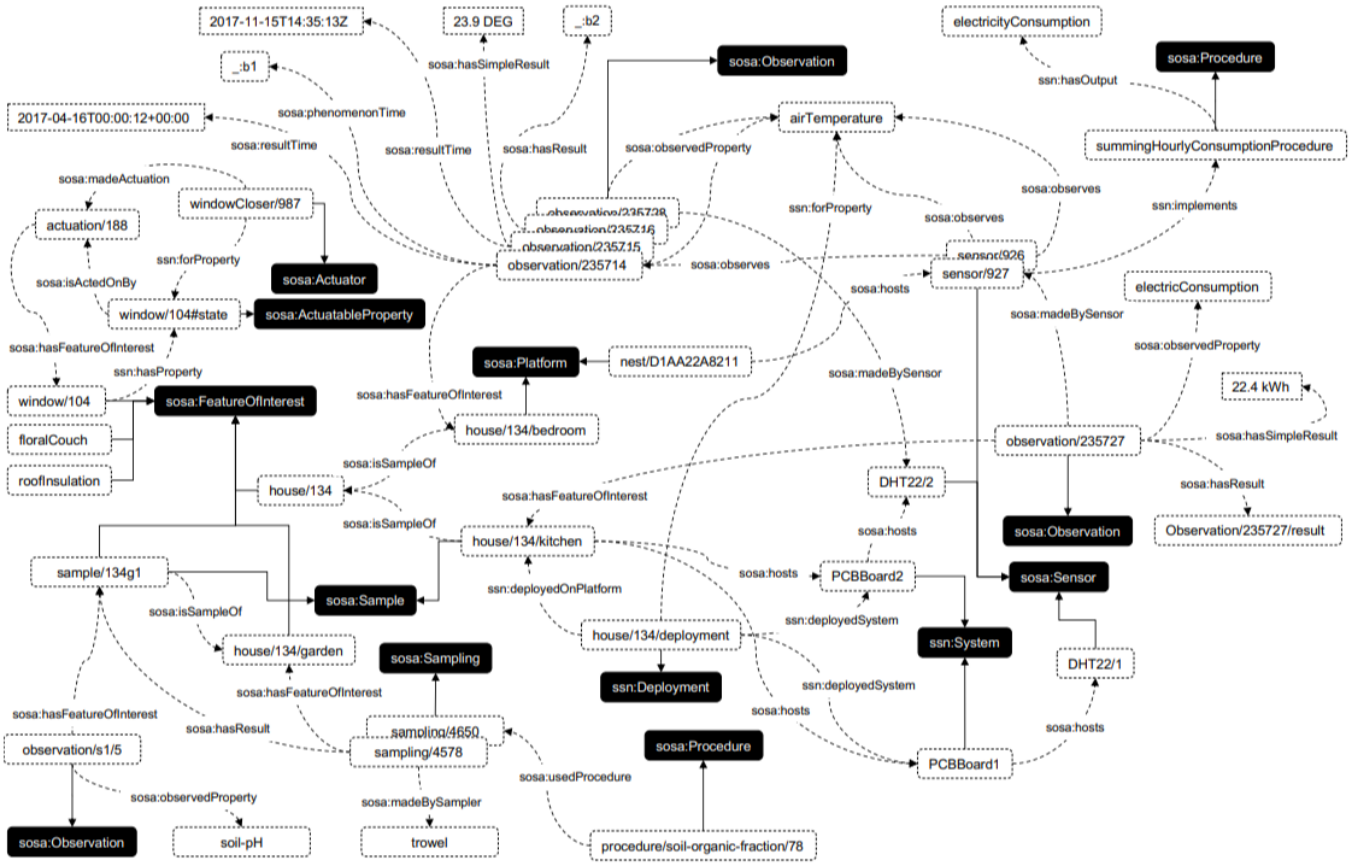 2017-11-15T14:35:13Z
23.9 DEG
_:b2
electricityConsumption
sosa:Observation
sosa:Procedure
_:b1
sosa:hasSimpleResult
ssn:hasOutput
sosa:phenomenonTime
2017-04-16T00:00:12+00:00
airTemperature
sosa:resultTime
sosa:resultTime
sosa:hasResult
sosa:observedProperty
summingHourlyConsumptionProcedure
sosa:madeActuation
windowCloser/987
sosa:observes
ssn:implements
actuation/188
observation/235728
ssn:forProperty
sosa:observes
observation/235716
observation/235715
ssn:forProperty
observation/235714
sosa:observes
sensor/926
sensor/927
sosa:isActedOnBy
sosa:Actuator
sosa:hosts
electricConsumption
window/104#state
sosa:ActuatableProperty
sosa:madeBySensor
sosa:hasFeatureOfInterest
sosa:observedProperty
ssn:hasProperty
sosa:Platform
nest/D1AA22A8211
sosa:madeBySensor
22.4 kWh
window/104
sosa:FeatureOfInterest
sosa:hasFeatureOfInterest
house/134/bedroom
floralCouch
observation/235727
sosa:hasSimpleResult
sosa:isSampleOf
roofInsulation
house/134
DHT22/2
sosa:hasResult
sosa:hasFeatureOfInterest
sosa:isSampleOf
sosa:hosts
sosa:Observation
Observation/235727/result
house/134/kitchen
sample/134g1
sosa:hosts
PCBBoard2
sosa:Sensor
ssn:deployedOnPlatform
sosa:Sample
sosa:isSampleOf
ssn:deployedSystem
house/134/deployment
ssn:System
house/134/garden
sosa:Sampling
DHT22/1
ssn:Deployment
ssn:deployedSystem
sosa:hasFeatureOfInterest
sosa:hosts
sosa:hasFeatureOfInterest
sosa:hasResult
sosa:hosts
sampling/4650
sampling/4578
observation/s1/5
sosa:Procedure
PCBBoard1
sosa:usedProcedure
sosa:observedProperty
sosa:madeBySampler
sosa:Observation
soil-pH
trowel
procedure/soil-organic-fraction/78